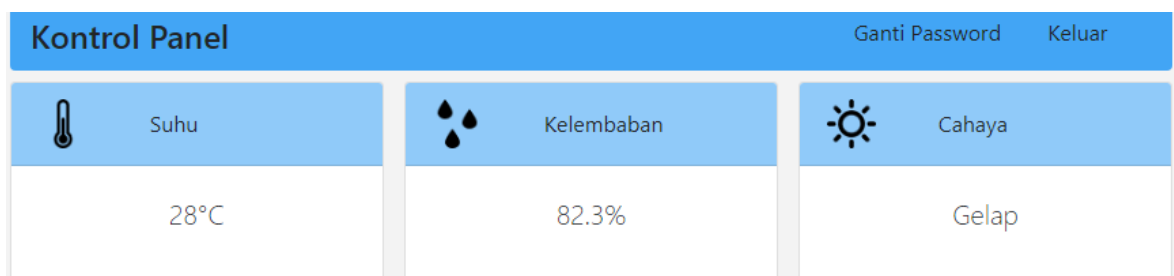 Kontrol Panel
Ganti Password Keluar
Suhu
Kelembaban
Cahaya
28°C
82.3%
Gelap